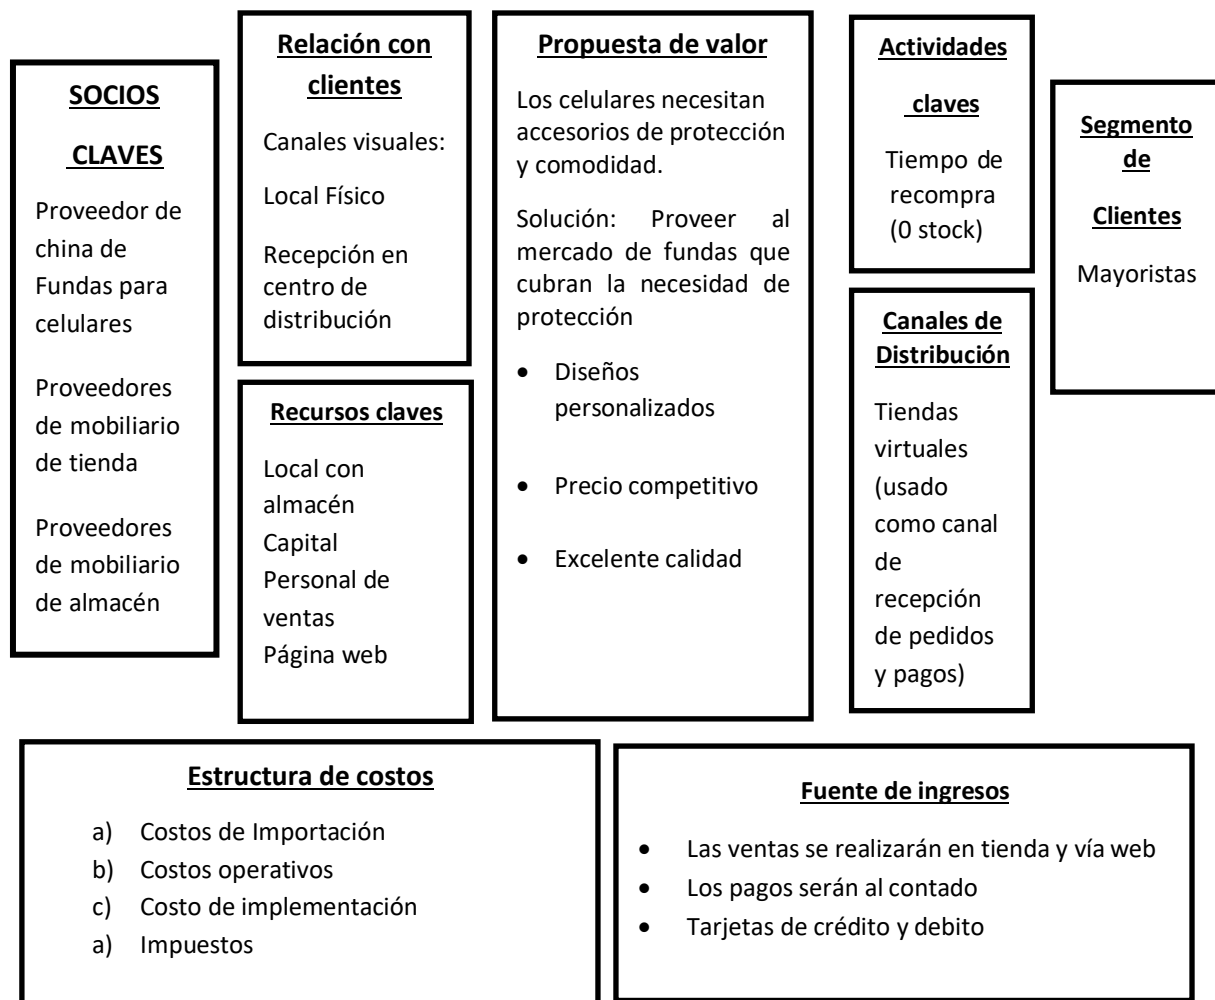 SOCIOS
CLAVES
Proveedor de
china de
Fundas para
celulares
Proveedores
de mobiliario
de tienda
Proveedores
de mobiliario
de almacén
Relación con
clientes
Canales visuales:
Local Físico
Recepción en
centro de
distribución
Recursos claves
Local con
almacén
Capital
Personal de
ventas
Página web
Propuesta de valor
Los celulares necesitan
accesorios de protección
y comodidad.
Solución: Proveer al
mercado de fundas que
cubran la necesidad de
protección
• Diseños
personalizados
• Precio competitivo
• Excelente calidad
Actividades
claves
Tiempo de
recompra
(0 stock)
Canales de
Distribución
Tiendas
virtuales
(usado
como canal
de
recepción
de pedidos
y pagos)
Segmento
de
Clientes
Mayoristas
Estructura de costos
a) Costos de Importación
b) Costos operativos
c) Costo de implementación
a) Impuestos
Fuente de ingresos
• Las ventas se realizarán en tienda y vía web
• Los pagos serán al contado
• Tarjetas de crédito y debito